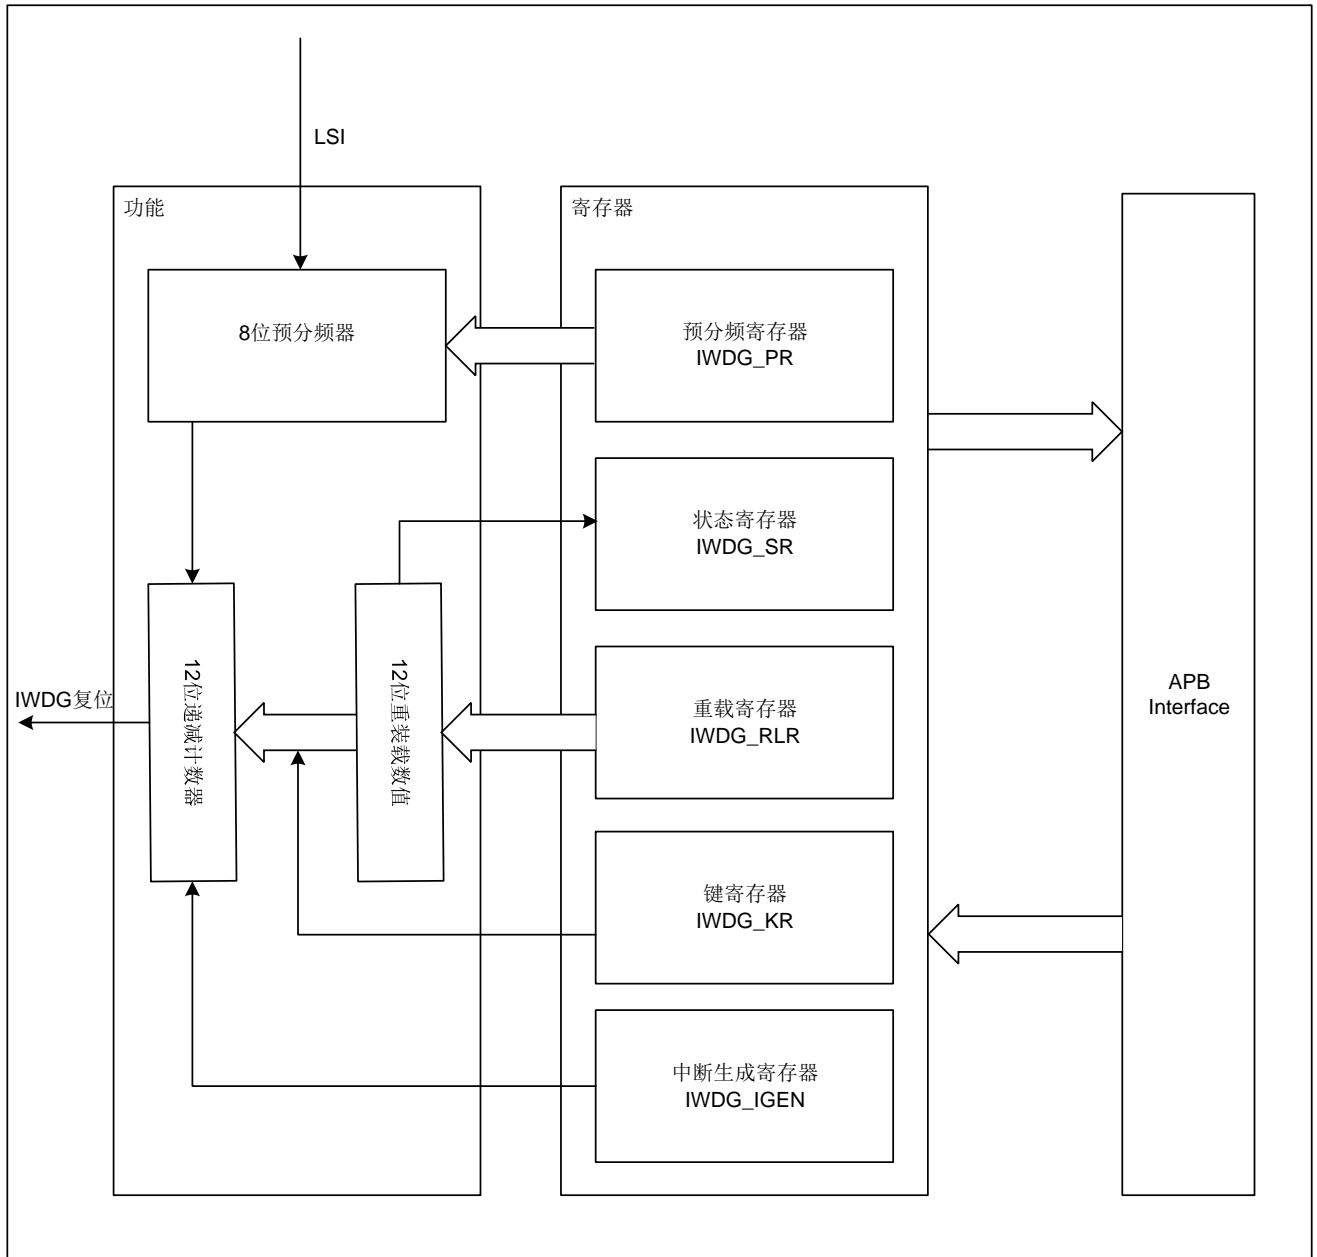 LSI
功能
寄存器
8位预分频器
预分频寄存器
IWDG_PR
状态寄存器
IWDG_SR
IWDG复位
12位递减计数器
12位重装载数值
重载寄存器
IWDG_RLR
APB
Interface
键寄存器
IWDG_KR
中断生成寄存器
IWDG_IGEN